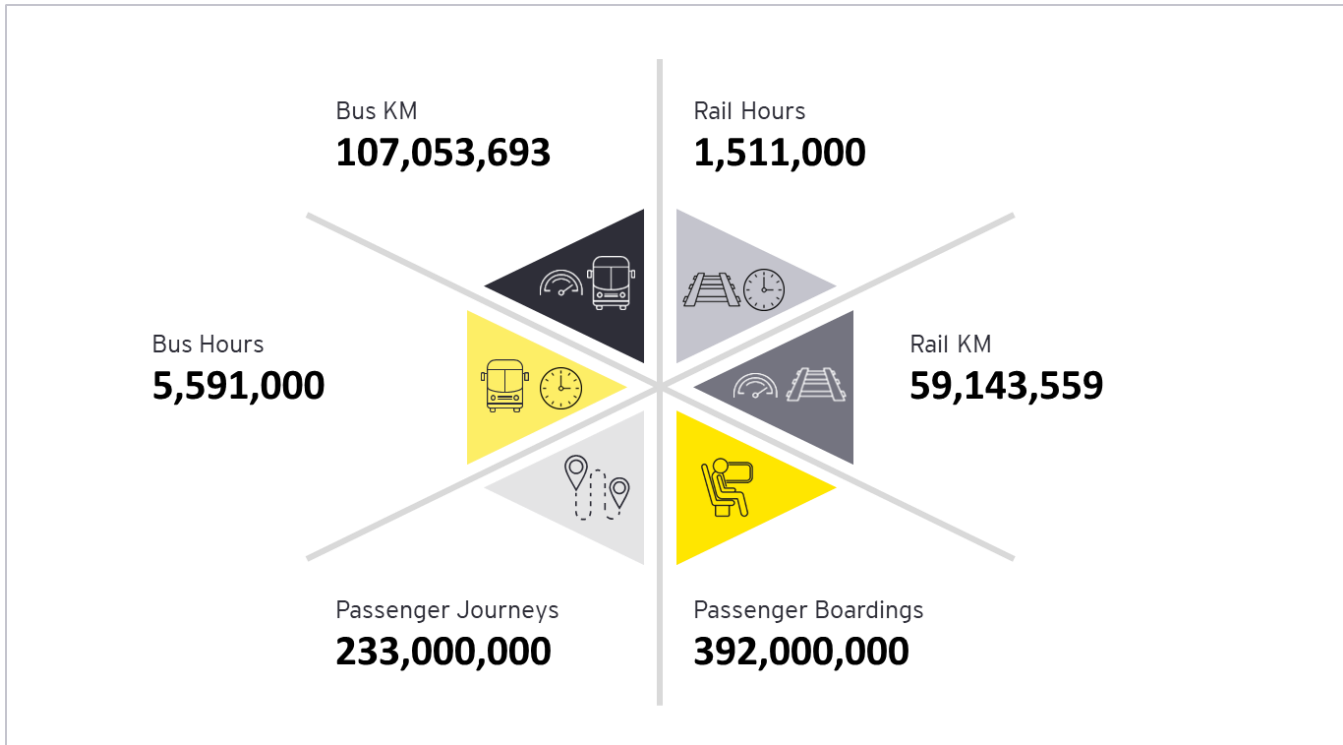 Bus KM
107,053,693
Rail Hours
1,511,000
Bus Hours
5,591,000
Rail KM
59,143,559
Passenger Journeys
233,000,000
Passenger Boardings
392,000,000